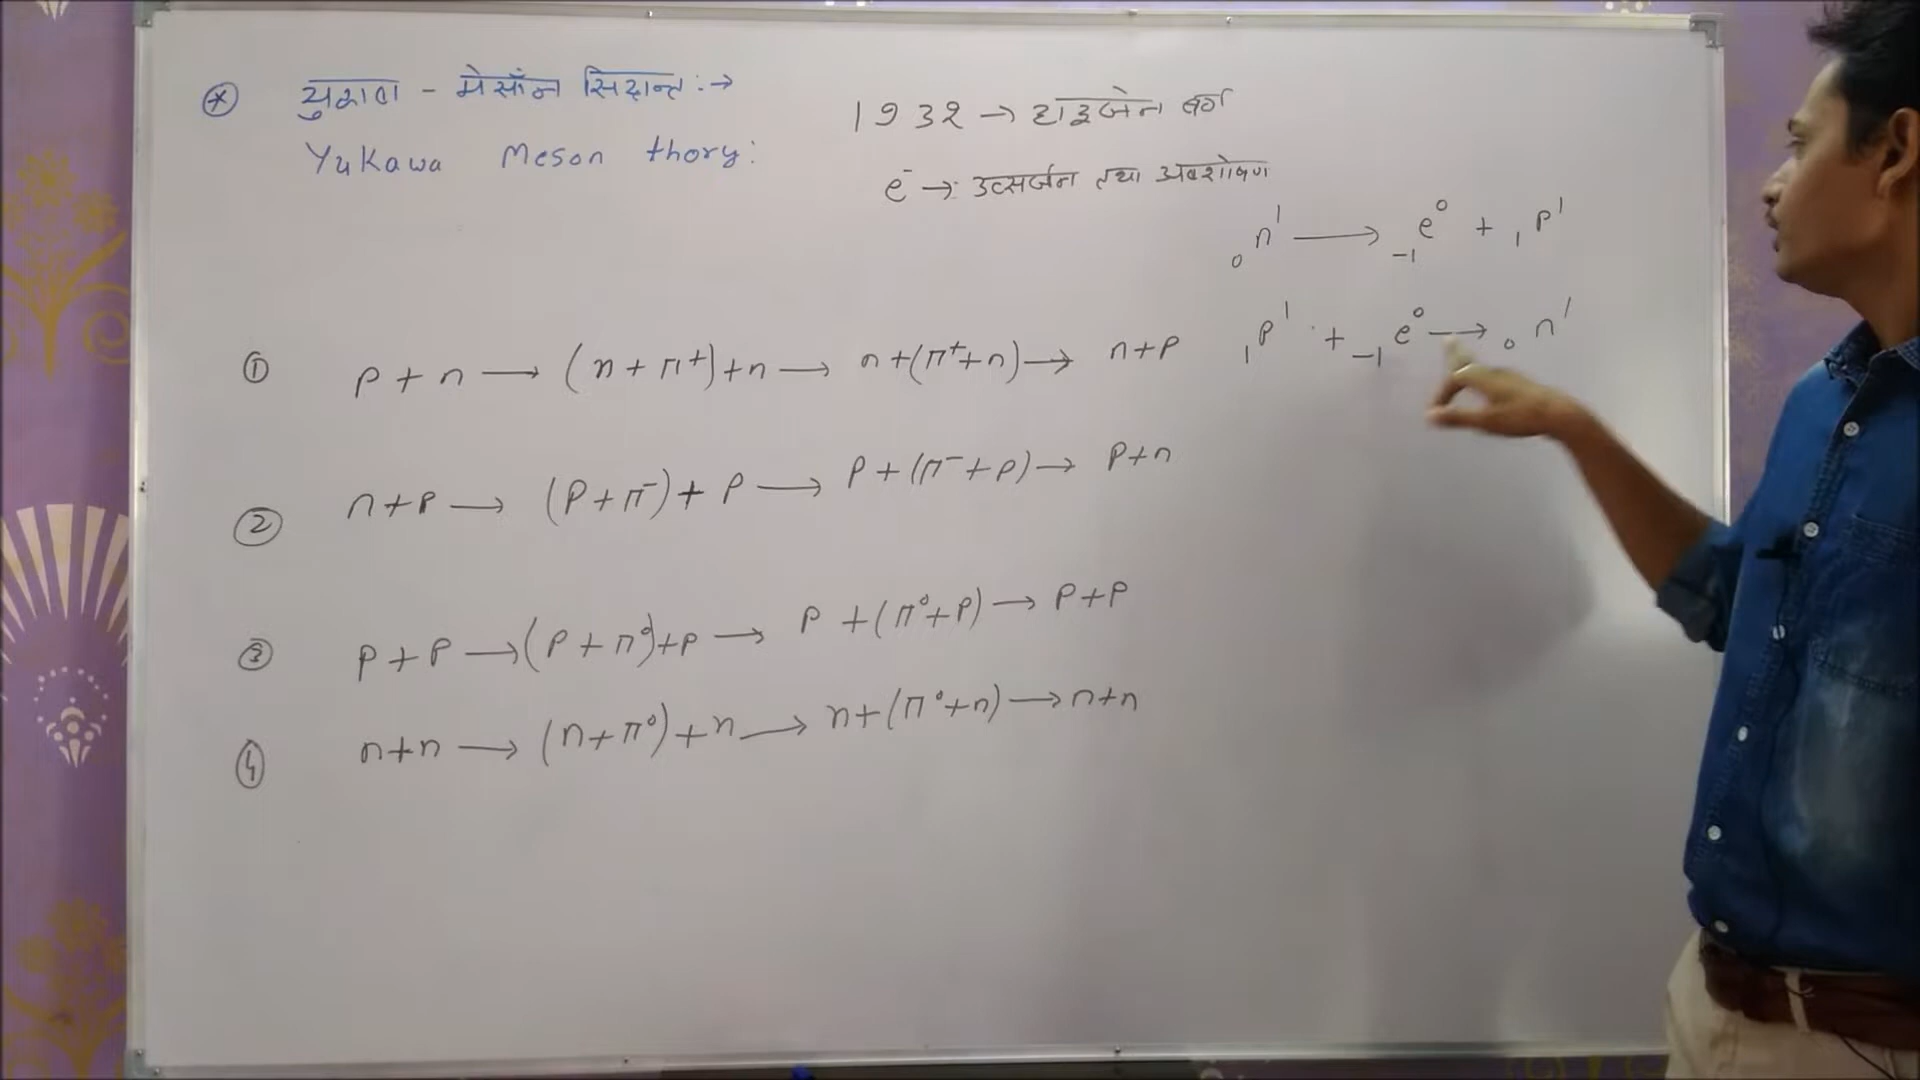 * युकावा - मेसॉन सिद्धान्त :→
Yukawa Meson thory:
1932 → हाइजेन बर्ग
e⁻ → : उत्सर्जन तथा अवशोषण
₀n¹ → ₋₁e⁰ + ₁p¹
₁p¹ + ₋₁e⁰ → ₀n¹
① p + n → (n + π⁺) + n → n + (π⁺ + n) → n + p
② n + p → (p + π⁻) + p → p + (π⁻ + p) → p + n
③ p + p → (p + π⁰) + p → p + (π⁰ + p) → p + p
④ n + n → (n + π⁰) + n → n + (π⁰ + n) → n + n